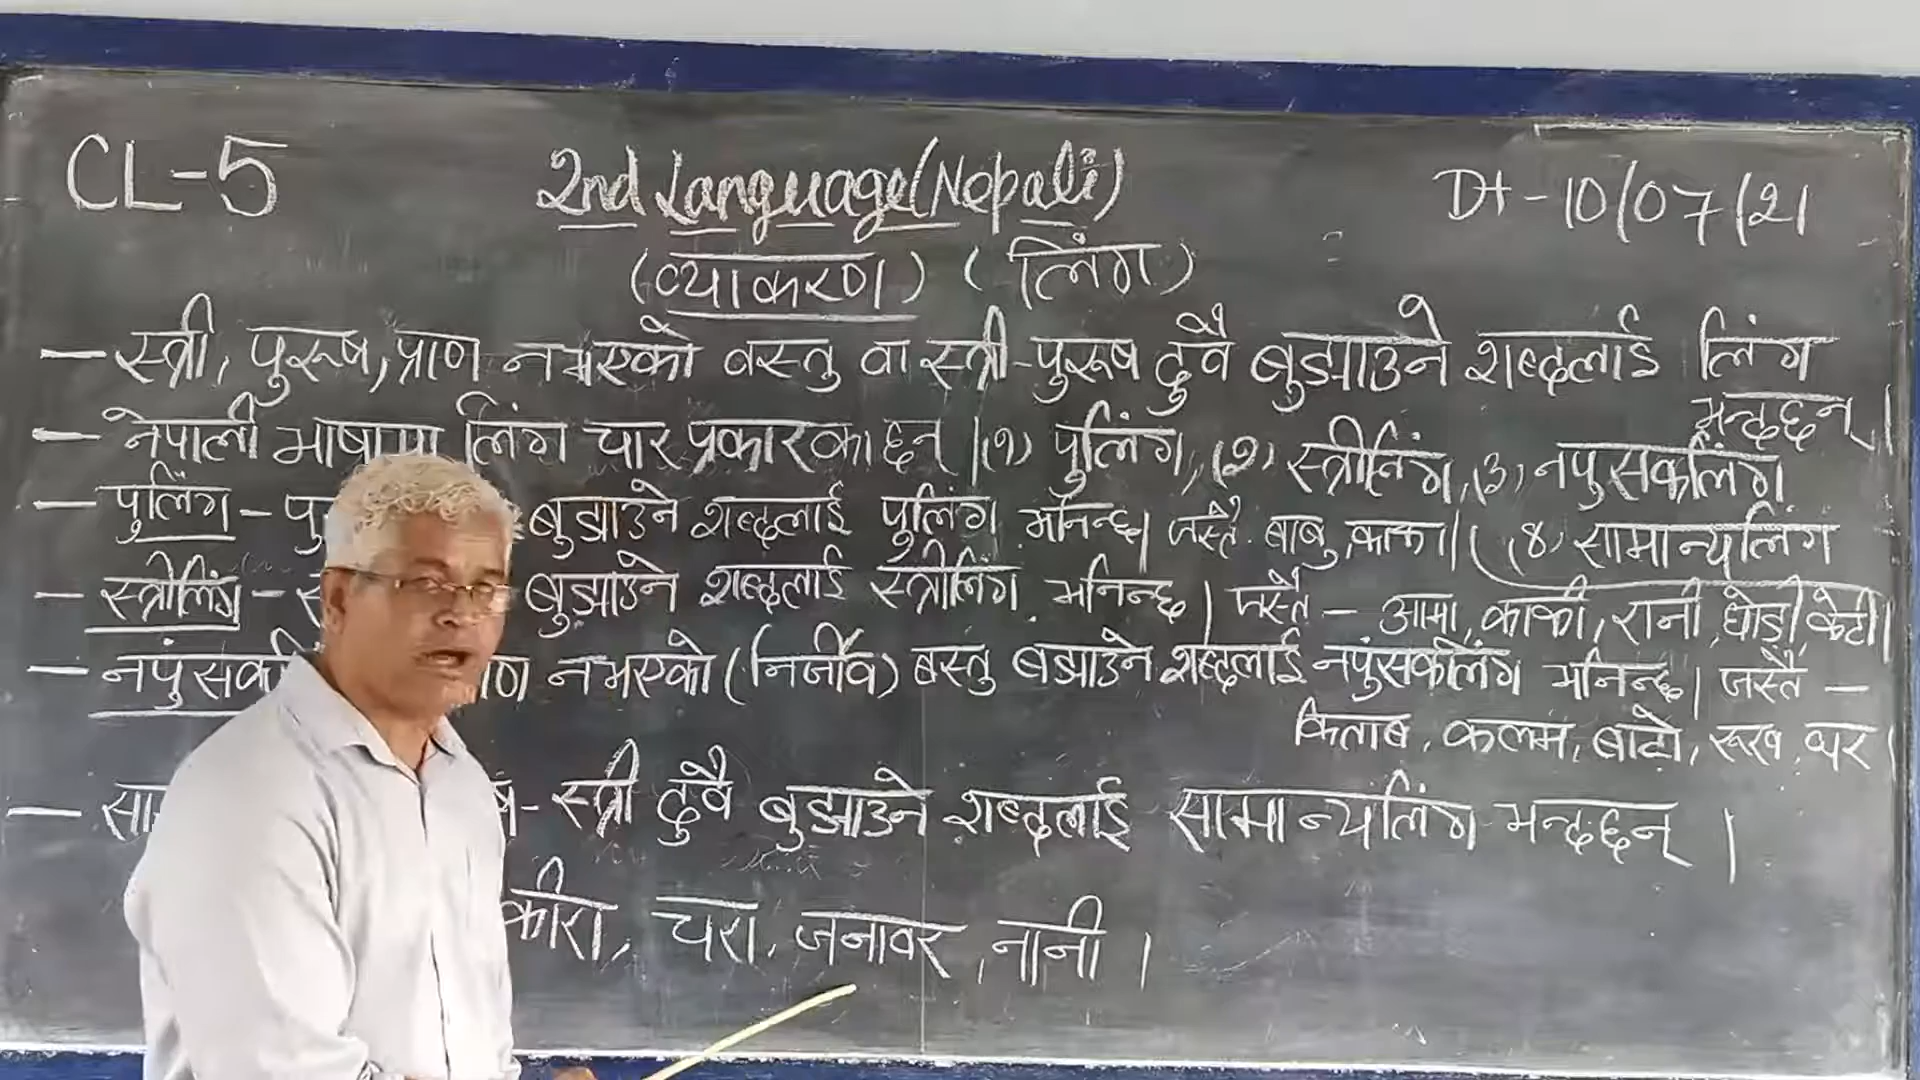 CL-5
2nd Language(Nepali)
Dt-10/07/21
(व्याकरण) (लिंग)
— स्त्री, पुरूष, प्राण नभएको वस्तु वा स्त्री-पुरूष दुवै बुझाउने शब्दलाई लिंग
भन्दछन् ।
— नेपाली भाषामा लिंग चार प्रकारका छन् । (१) पुलिंग, (२) स्त्रीलिंग, (३) नपुसकलिंग
(४) सामान्यलिंग
— पुलिंग - बुझाउने शब्दलाई पुलिंग भनिन्छ। जस्तै- बाबु, काका।
— स्त्रीलिंग - बुझाउने शब्दलाई स्त्रीलिंग भनिन्छ । जस्तै - आमा, काकी, रानी, घोडी केटी।
— नभएको (निर्जीव) बस्तु बझाउने शब्दलाई नपुंसकलिंग भनिन्छ। जस्तै —
किताब, कलम, बाटो, रूख, घर ।
— - स्त्री दुवै बुझाउने शब्दलाई सामान्यलिंग भन्दछन् ।
कीरा, चरा, जनावर, नानी ।